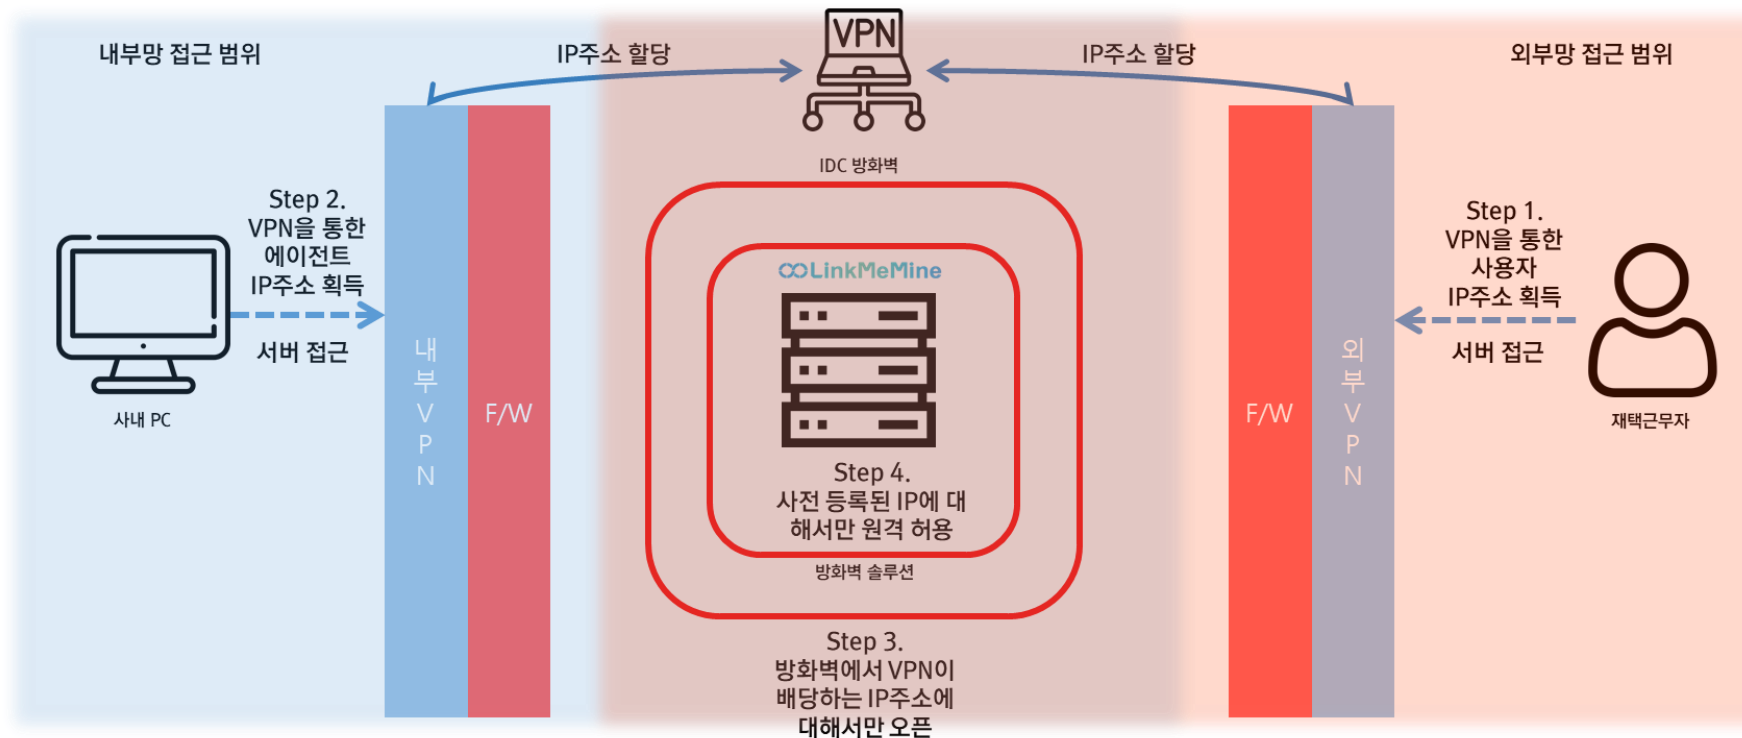 내부망 접근 범위
IP주소 할당
VPN
IP주소 할당
외부망 접근 범위
IDC 방화벽
Step 2.
VPN을 통한
에이전트
IP주소 획득
서버 접근
사내 PC
내
부
V
P
N
F/W
LinkMeMine
Step 4.
사전 등록된 IP에 대
해서만 원격 허용
방화벽 솔루션
Step 3.
방화벽에서 VPN이
배당하는 IP주소에
대해서만 오픈
F/W
외
부
V
P
N
Step 1.
VPN을 통한
사용자
IP주소 획득
서버 접근
재택근무자